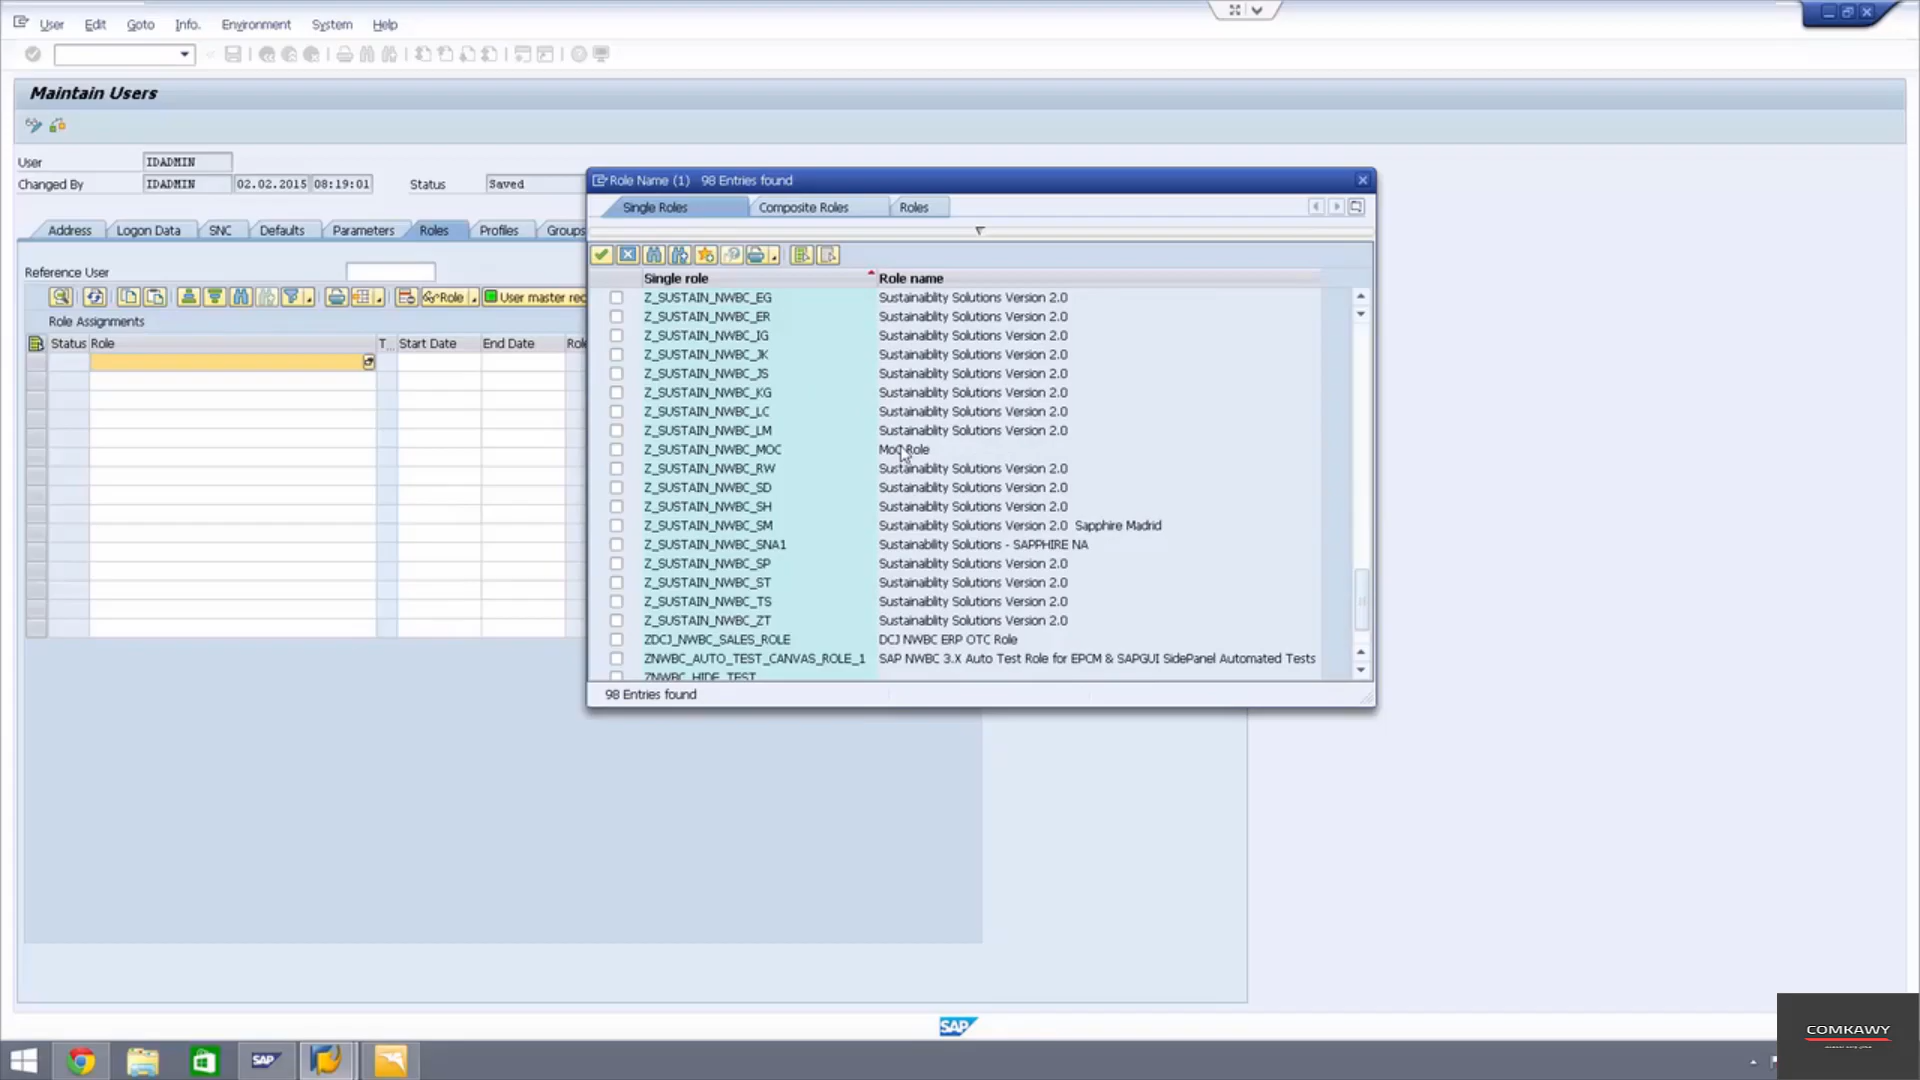 User Edit Goto Info. Environment System Help
Maintain Users
User IDADMIN
Changed By IDADMIN 02.02.2015 08:19:01 Status Saved
Address Logon Data SNC Defaults Parameters Roles Profiles Groups
Reference User
Role User master rec
Role Assignments
Status Role T... Start Date End Date Rol
Role Name (1) 98 Entries found
Single Roles Composite Roles Roles
Single role Role name
Z_SUSTAIN_NWBC_EG Sustainablity Solutions Version 2.0
Z_SUSTAIN_NWBC_ER Sustainablity Solutions Version 2.0
Z_SUSTAIN_NWBC_IG Sustainablity Solutions Version 2.0
Z_SUSTAIN_NWBC_JK Sustainablity Solutions Version 2.0
Z_SUSTAIN_NWBC_JS Sustainablity Solutions Version 2.0
Z_SUSTAIN_NWBC_KG Sustainablity Solutions Version 2.0
Z_SUSTAIN_NWBC_LC Sustainablity Solutions Version 2.0
Z_SUSTAIN_NWBC_LM Sustainablity Solutions Version 2.0
Z_SUSTAIN_NWBC_MOC MoC Role
Z_SUSTAIN_NWBC_RW Sustainablity Solutions Version 2.0
Z_SUSTAIN_NWBC_SD Sustainablity Solutions Version 2.0
Z_SUSTAIN_NWBC_SH Sustainablity Solutions Version 2.0
Z_SUSTAIN_NWBC_SM Sustainablity Solutions Version 2.0 Sapphire Madrid
Z_SUSTAIN_NWBC_SNA1 Sustainability Solutions - SAPPHIRE NA
Z_SUSTAIN_NWBC_SP Sustainablity Solutions Version 2.0
Z_SUSTAIN_NWBC_ST Sustainablity Solutions Version 2.0
Z_SUSTAIN_NWBC_TS Sustainablity Solutions Version 2.0
Z_SUSTAIN_NWBC_ZT Sustainablity Solutions Version 2.0
ZDCJ_NWBC_SALES_ROLE DCJ NWBC ERP OTC Role
ZNWBC_AUTO_TEST_CANVAS_ROLE_1 SAP NWBC 3.X Auto Test Role for EPCM & SAPGUI SidePanel Automated Tests
ZNWBC_HIDE_TEST
98 Entries found
SAP
SAP
COMKAWY